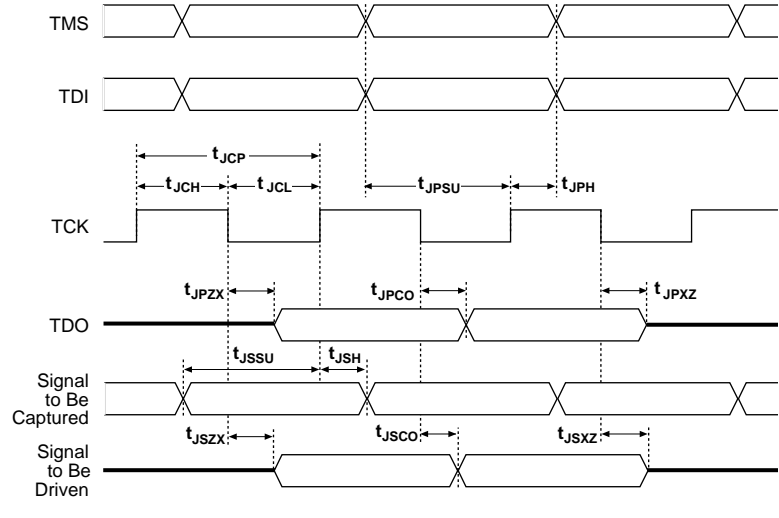 TMS
TDI
tJCP
tJCH
tJCL
tJPSU
tJPH
TCK
tJPZX
tJPCO
tJPXZ
TDO
tJSSU
tJSH
Signal
to Be
Captured
tJSZX
tJSCO
tJSXZ
Signal
to Be
Driven